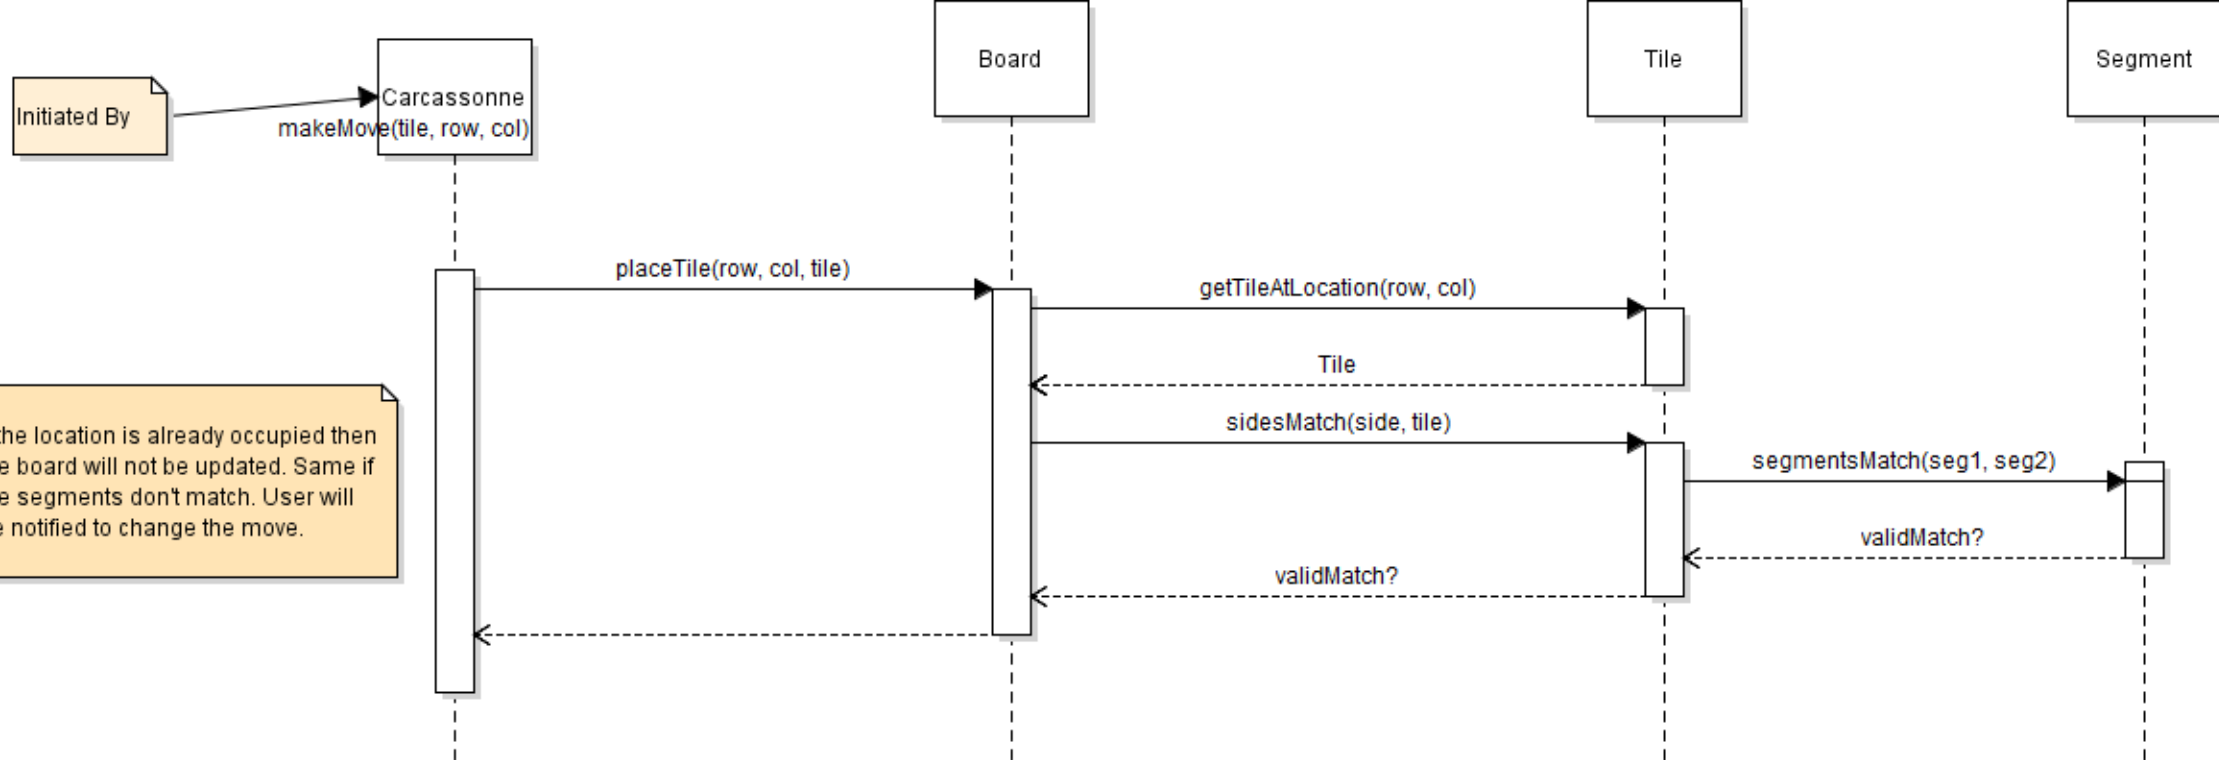 Board
Tile
Segment
Carcassonne
makeMove(tile, row, col)
Initiated By
placeTile(row, col, tile)
getTileAtLocation(row, col)
Tile
sidesMatch(side, tile)
the location is already occupied then
e board will not be updated. Same if
e segments don't match. User will
e notified to change the move.
segmentsMatch(seg1, seg2)
validMatch?
validMatch?